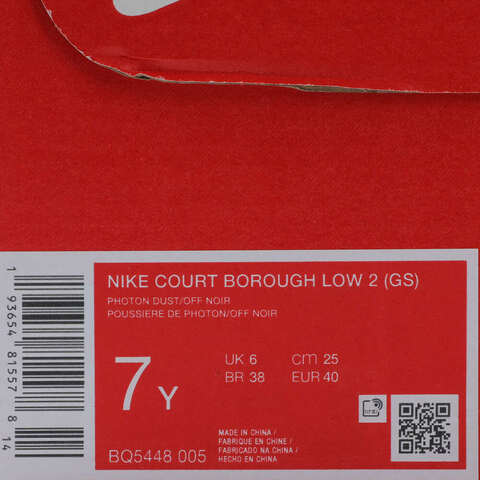 NIKE COURT BOROUGH LOW 2 (GS)
PHOTON DUST/OFF NOIR
POUSSIERE DE PHOTON/OFF NOIR
7 Y
UK 6 cm 25
BR 38 EUR 40
BQ5448 005
MADE IN CHINA /
FABRIQUE EN CHINE /
FABRICADO NA CHINA /
HECHO EN CHINA
1 93654 81557 8 14